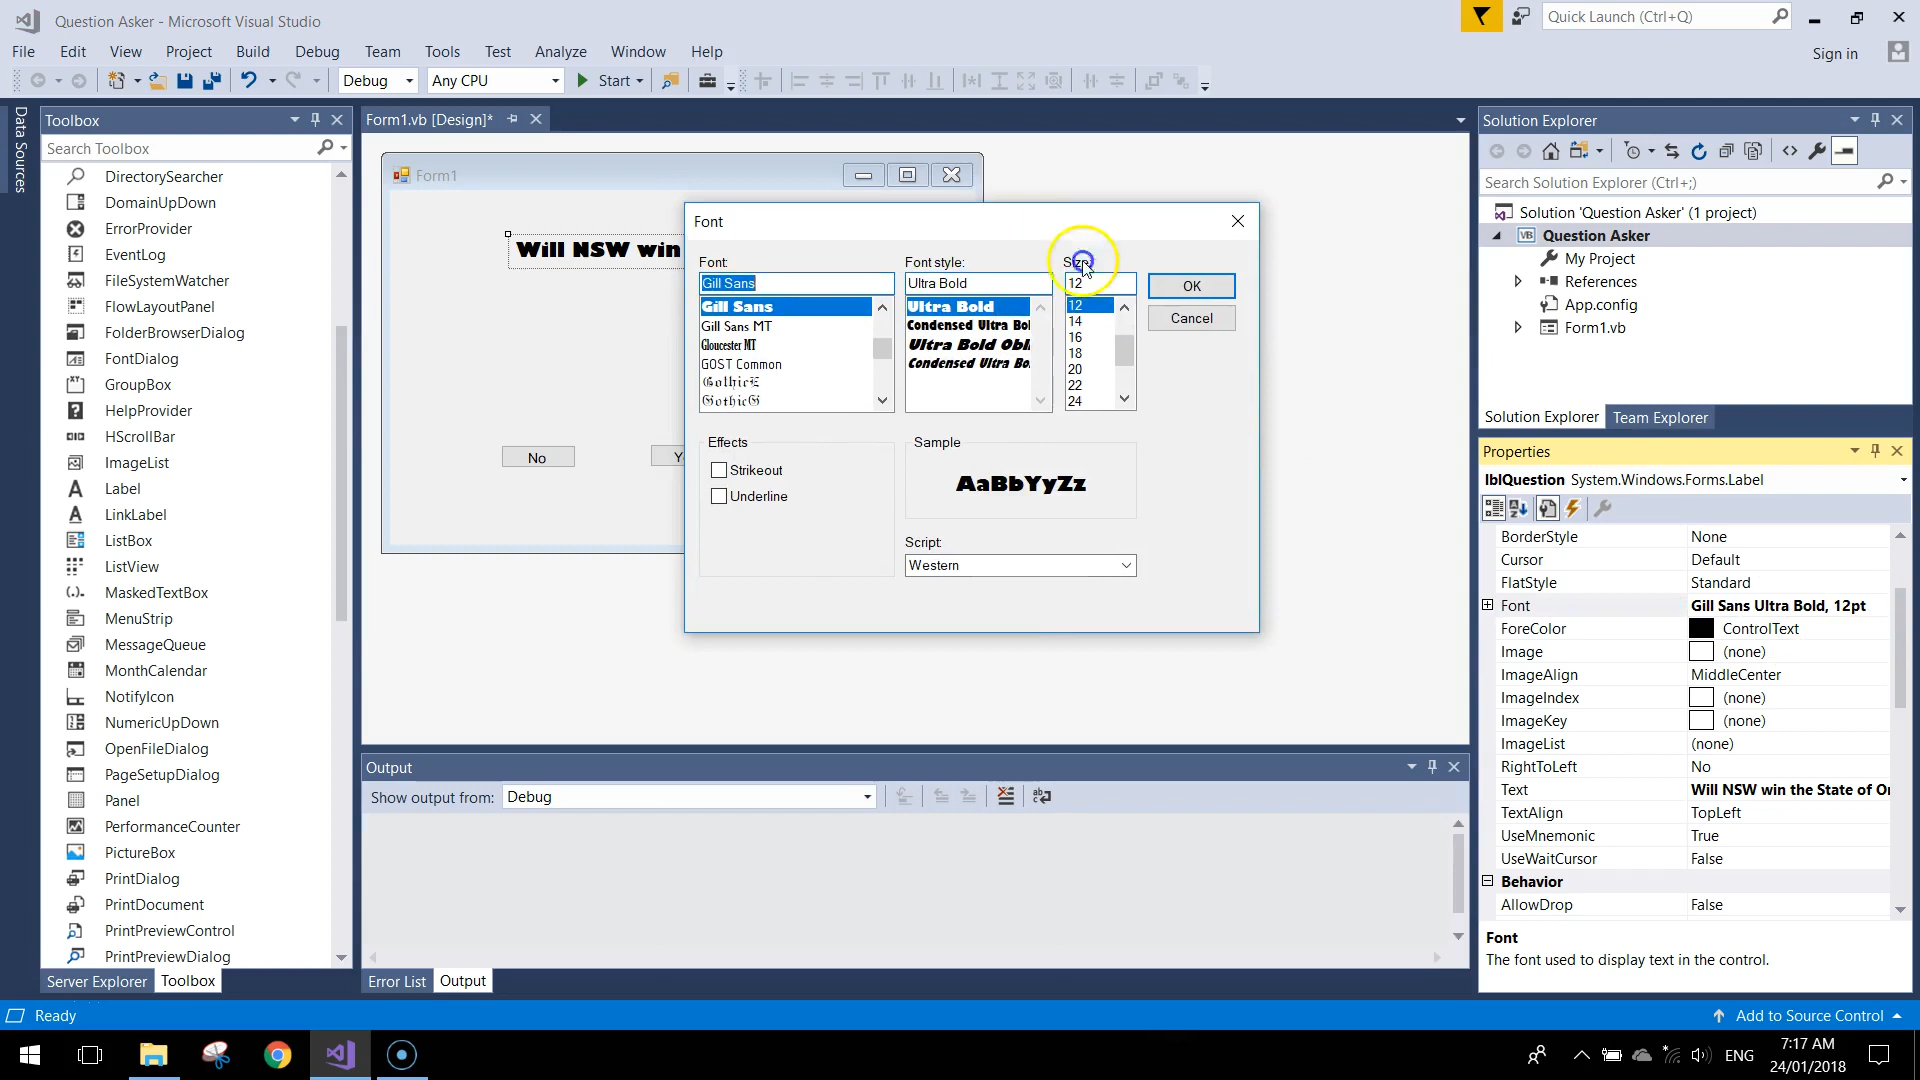 Question Asker - Microsoft Visual Studio
Quick Launch (Ctrl+Q)
File Edit View Project Build Debug Team Tools Test Analyze Window Help
Sign in
Debug Any CPU Start
Data Sources
Toolbox
Search Toolbox
DirectorySearcher
DomainUpDown
ErrorProvider
EventLog
FileSystemWatcher
FlowLayoutPanel
FolderBrowserDialog
FontDialog
GroupBox
HelpProvider
HScrollBar
ImageList
Label
LinkLabel
ListBox
ListView
MaskedTextBox
MenuStrip
MessageQueue
MonthCalendar
NotifyIcon
NumericUpDown
OpenFileDialog
PageSetupDialog
Panel
PerformanceCounter
PictureBox
PrintDialog
PrintDocument
PrintPreviewControl
PrintPreviewDialog
Server Explorer Toolbox
Form1.vb [Design]*
Form1
Will NSW win
No
Font
Font:
Gill Sans
Gill Sans
Gill Sans MT
Gloucester MT
GOST Common
GothicE
GothicG
Font style:
Ultra Bold
Ultra Bold
Condensed Ultra Bol
Ultra Bold Obli
Condensed Ultra Bo
12
12
14
16
18
20
22
24
OK
Cancel
Effects
Strikeout
Underline
Sample
AaBbYyZz
Script:
Western
Output
Show output from: Debug
Error List Output
Solution Explorer
Search Solution Explorer (Ctrl+;)
Solution 'Question Asker' (1 project)
VB Question Asker
My Project
References
App.config
Form1.vb
Solution Explorer Team Explorer
Properties
lblQuestion System.Windows.Forms.Label
BorderStyle None
Cursor Default
FlatStyle Standard
Font Gill Sans Ultra Bold, 12pt
ForeColor ControlText
Image (none)
ImageAlign MiddleCenter
ImageIndex (none)
ImageKey (none)
ImageList (none)
RightToLeft No
Text Will NSW win the State of Or
TextAlign TopLeft
UseMnemonic True
UseWaitCursor False
Behavior
AllowDrop False
Font
The font used to display text in the control.
Ready
Add to Source Control
ENG
7:17 AM
24/01/2018